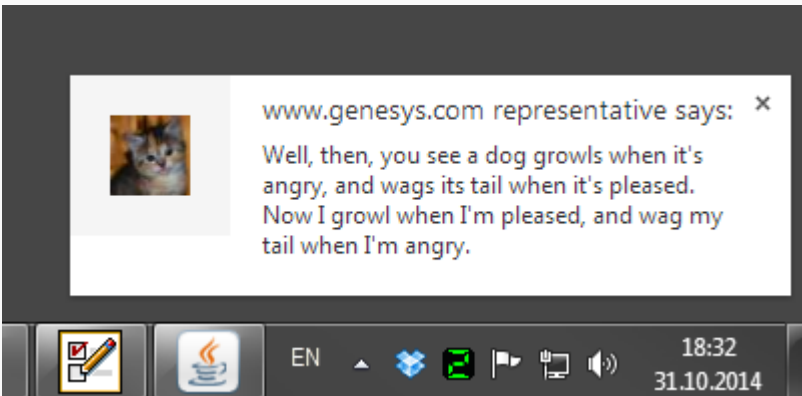 www.genesys.com representative says:
Well, then, you see a dog growls when it's
angry, and wags its tail when it's pleased.
Now I growl when I'm pleased, and wag my
tail when I'm angry.
EN
2
18:32
31.10.2014